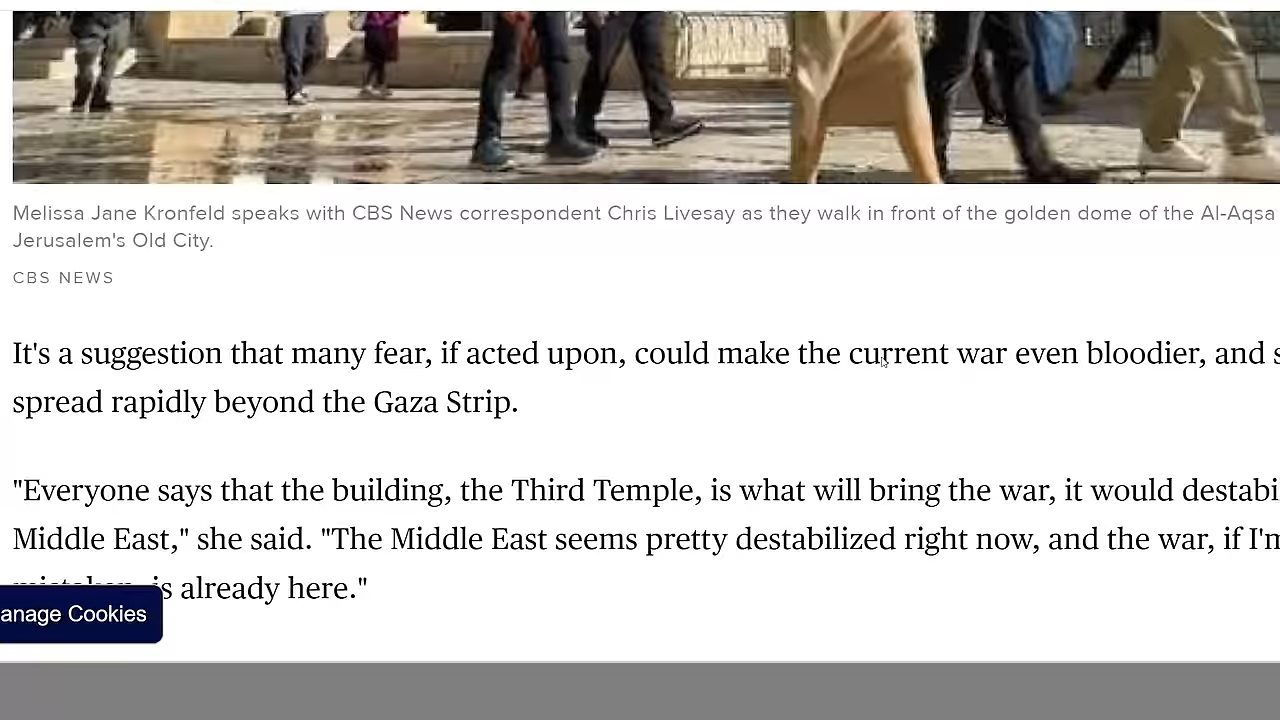 Melissa Jane Kronfeld speaks with CBS News correspondent Chris Livesay as they walk in front of the golden dome of the Al-Aqsa
Jerusalem's Old City.
CBS NEWS
It's a suggestion that many fear, if acted upon, could make the current war even bloodier, and
spread rapidly beyond the Gaza Strip.
"Everyone says that the building, the Third Temple, is what will bring the war, it would
Middle East," she said. "The Middle East seems pretty destabilized right now, and the war, if
is already here."
anage Cookies